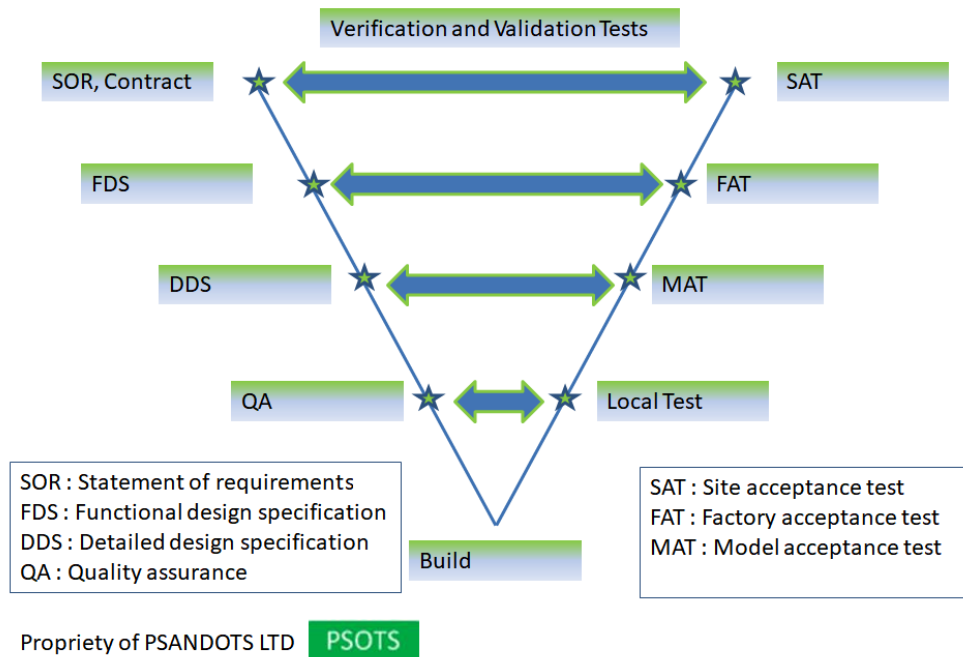 Verification and Validation Tests
SOR, Contract
SAT
FDS
FAT
DDS
MAT
QA
Local Test
SOR : Statement of requirements
FDS : Functional design specification
DDS : Detailed design specification
QA : Quality assurance
Build
SAT : Site acceptance test
FAT : Factory acceptance test
MAT : Model acceptance test
Propriety of PSANDOTS LTD
PSOTS